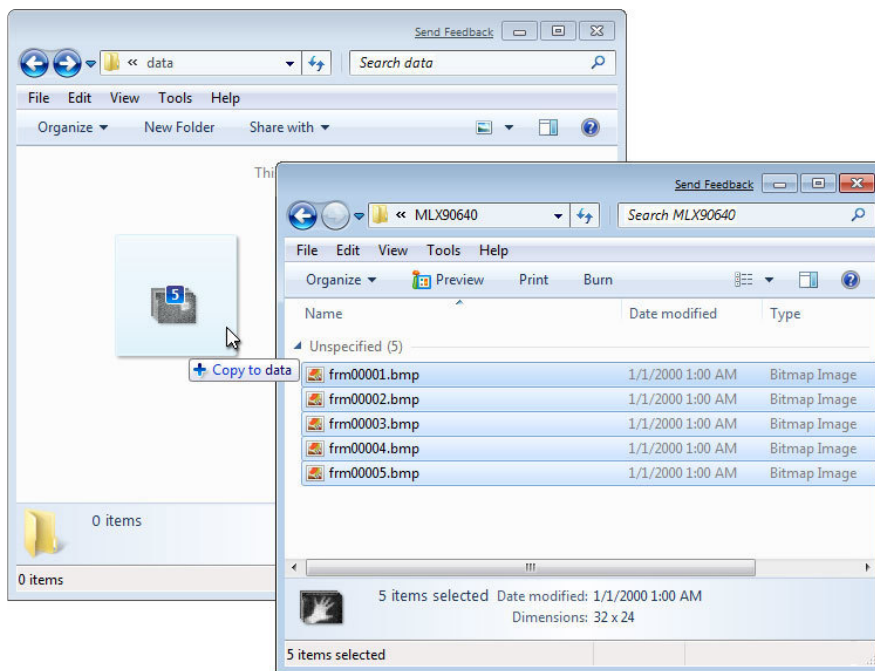 Send Feedback
« data
Search data
File Edit View Tools Help
Organize New Folder Share with
Copy to data
0 items
0 items
Send Feedback
« MLX90640
Search MLX90640
File Edit View Tools Help
Organize Preview Print Burn
Name Date modified Type
Unspecified (5)
frm00001.bmp 1/1/2000 1:00 AM Bitmap Image
frm00002.bmp 1/1/2000 1:00 AM Bitmap Image
frm00003.bmp 1/1/2000 1:00 AM Bitmap Image
frm00004.bmp 1/1/2000 1:00 AM Bitmap Image
frm00005.bmp 1/1/2000 1:00 AM Bitmap Image
5 items selected Date modified: 1/1/2000 1:00 AM
Dimensions: 32 x 24
5 items selected
5